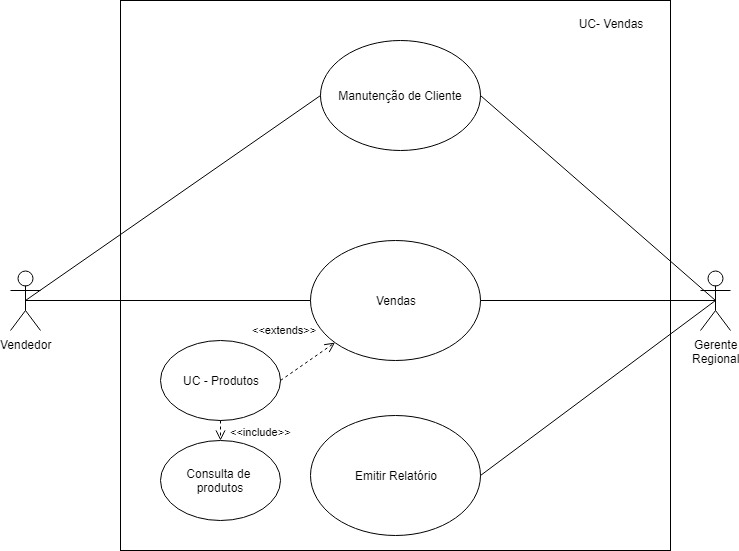 UC- Vendas
Manutenção de Cliente
Vendas
<<extends>>
Vendedor
Gerente
Regional
UC - Produtos
<<include>>
Consulta de
produtos
Emitir Relatório